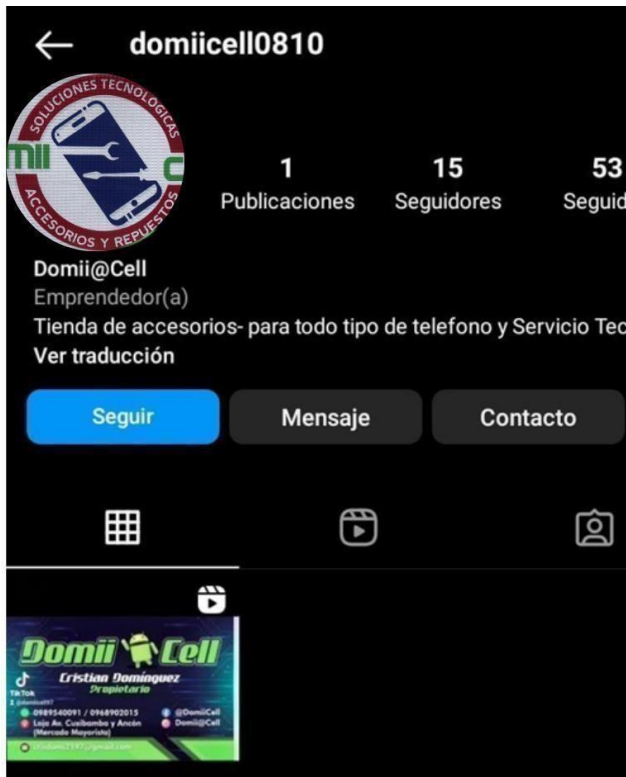 domiicell0810
SOLUCIONES TECNOLOGICAS
mii C
ACCESORIOS Y REPUESTOS
1 15 53
Publicaciones Seguidores Seguid
Domii@Cell
Emprendedor(a)
Tienda de accesorios- para todo tipo de telefono y Servicio Tec
Ver traducción
Seguir Mensaje Contacto
Domii Cell
Cristian Domínguez
Propietario
TikTok
0989540091 / 0968902015 @DomiiCell
Loja Av. Cuxibamba y Ancón Domii@Cell
(Mercado Mayorista)